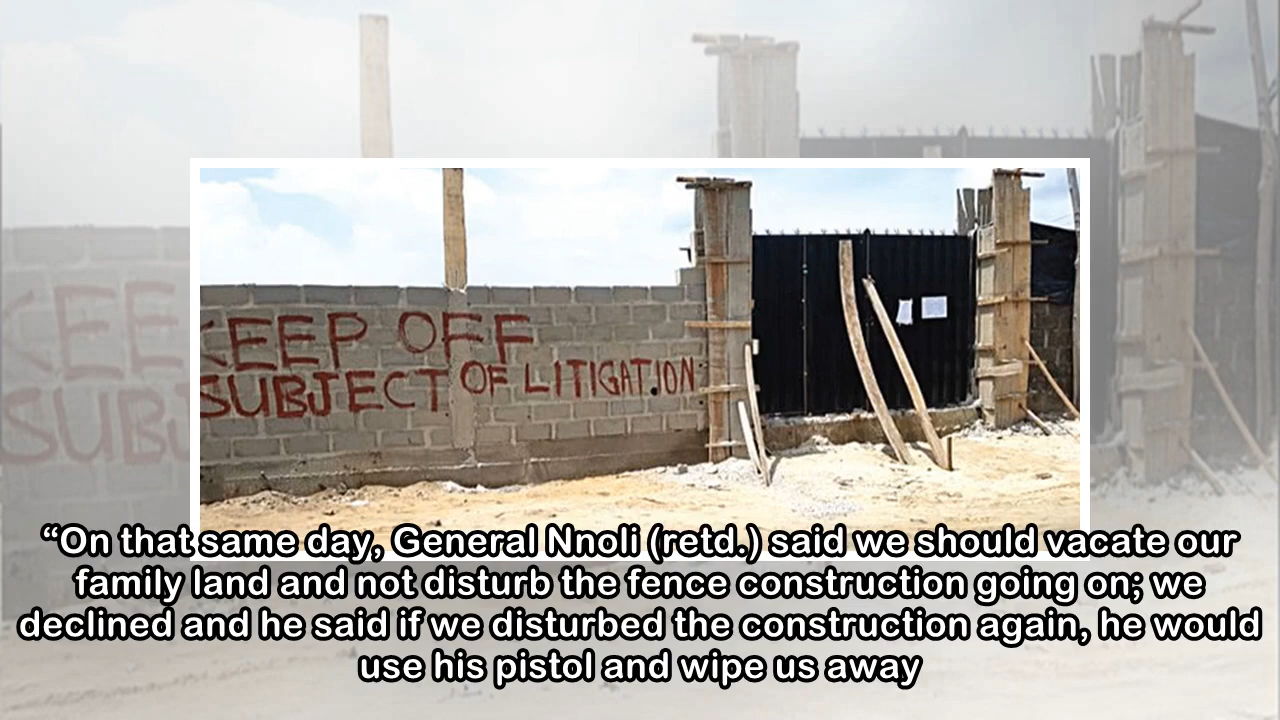 KEEP OFF
SUBJECT OF LITIGATION
KEE
SUBJ
“On that same day, General Nnoli (retd.) said we should vacate our
family land and not disturb the fence construction going on; we
declined and he said if we disturbed the construction again, he would
use his pistol and wipe us away